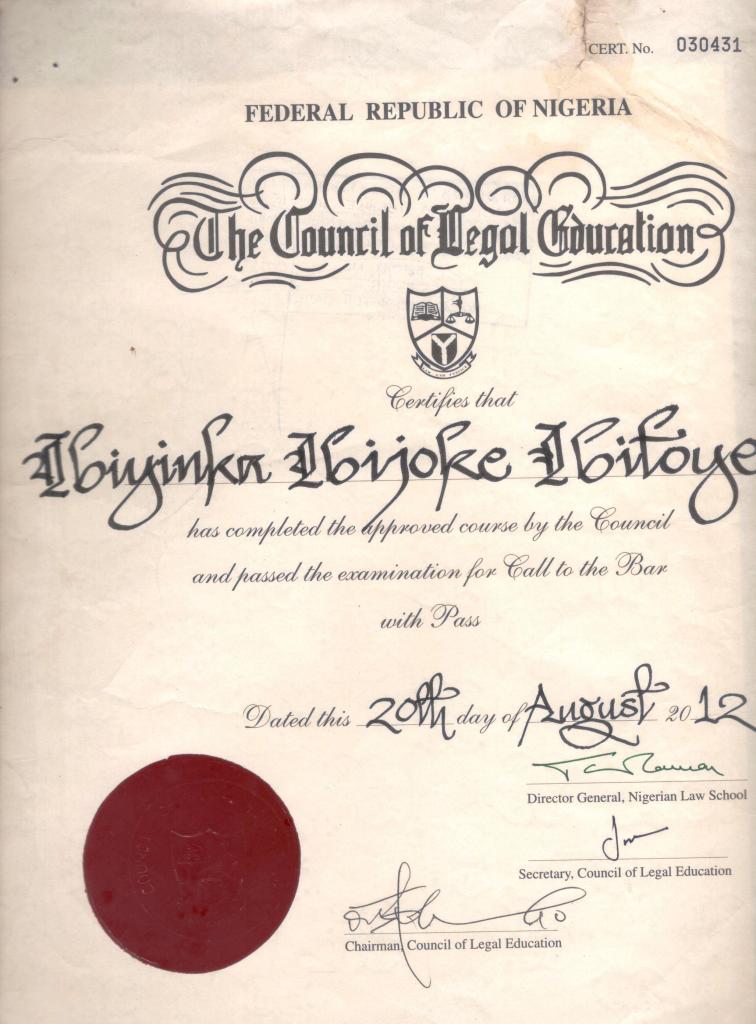 CERT. No. 030431
FEDERAL REPUBLIC OF NIGERIA
The Council of Legal Education
Certifies that
Ibiyinka Ibijoke Ibitoye
has completed the approved course by the Council
and passed the examination for Call to the Bar
with Pass
Dated this 20th day of August 2012
Director General, Nigerian Law School
Secretary, Council of Legal Education
Chairman, Council of Legal Education